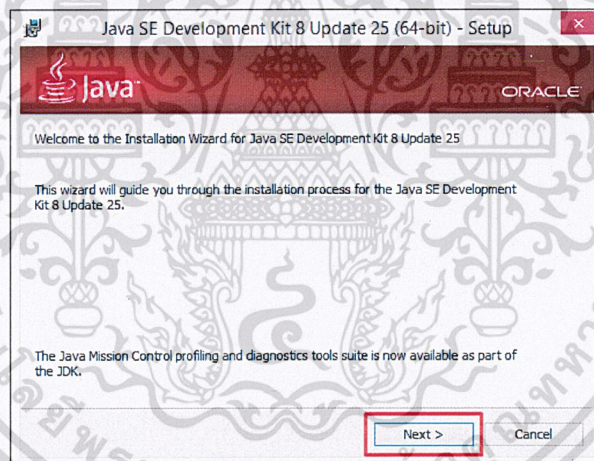 Java SE Development Kit 8 Update 25 (64-bit) - Setup
Java
ORACLE
Welcome to the Installation Wizard for Java SE Development Kit 8 Update 25
This wizard will guide you through the installation process for the Java SE Development
Kit 8 Update 25.
The Java Mission Control profiling and diagnostics tools suite is now available as part of
the JDK.
Next >
Cancel